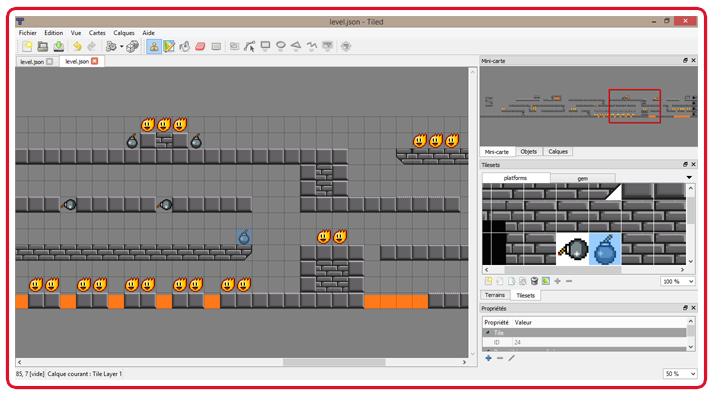 level.json - Tiled
Fichier Edition Vue Cartes Calques Aide
level.json level.json
Mini-carte
Mini-carte Objets Calques
Tilesets
platforms gem
100 %
Terrains Tilesets
Propriétés
Propriété Valeur
Tile
ID 24
85, 7 [vide] Calque courant : Tile Layer 1
50 %